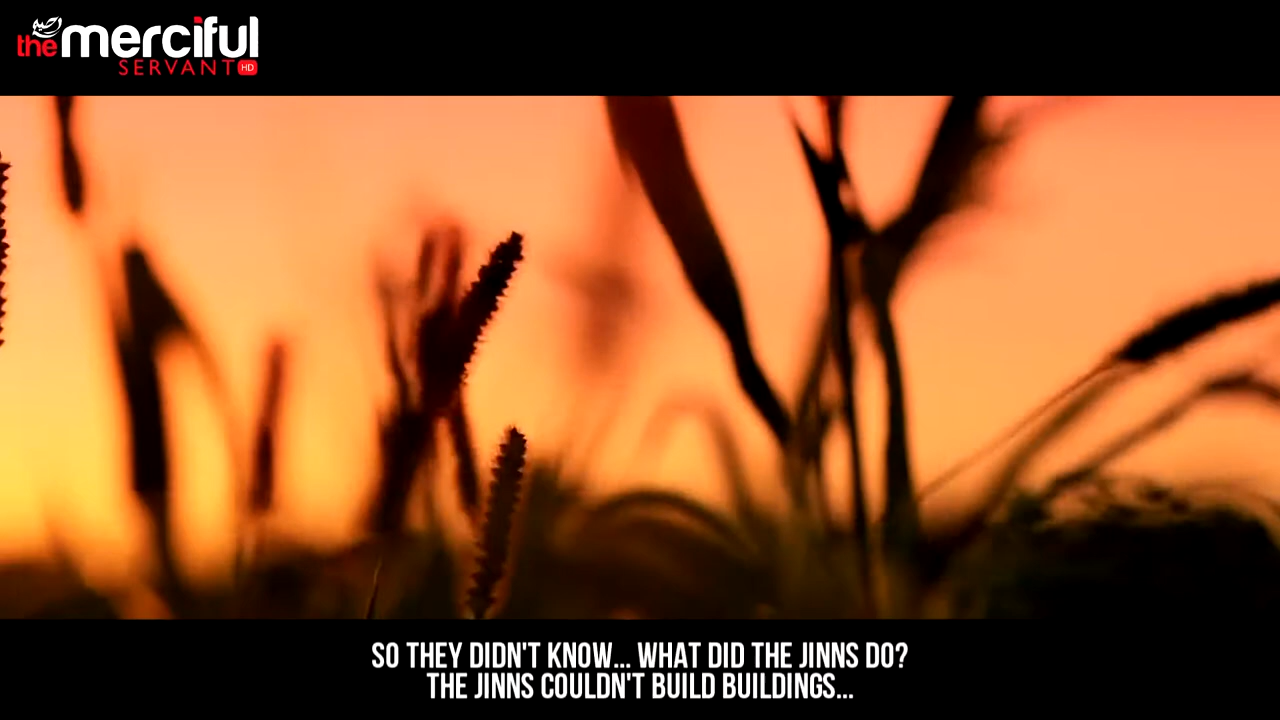 the merciful
SERVANT HD
SO THEY DIDN'T KNOW... WHAT DID THE JINNS DO?
THE JINNS COULDN'T BUILD BUILDINGS...